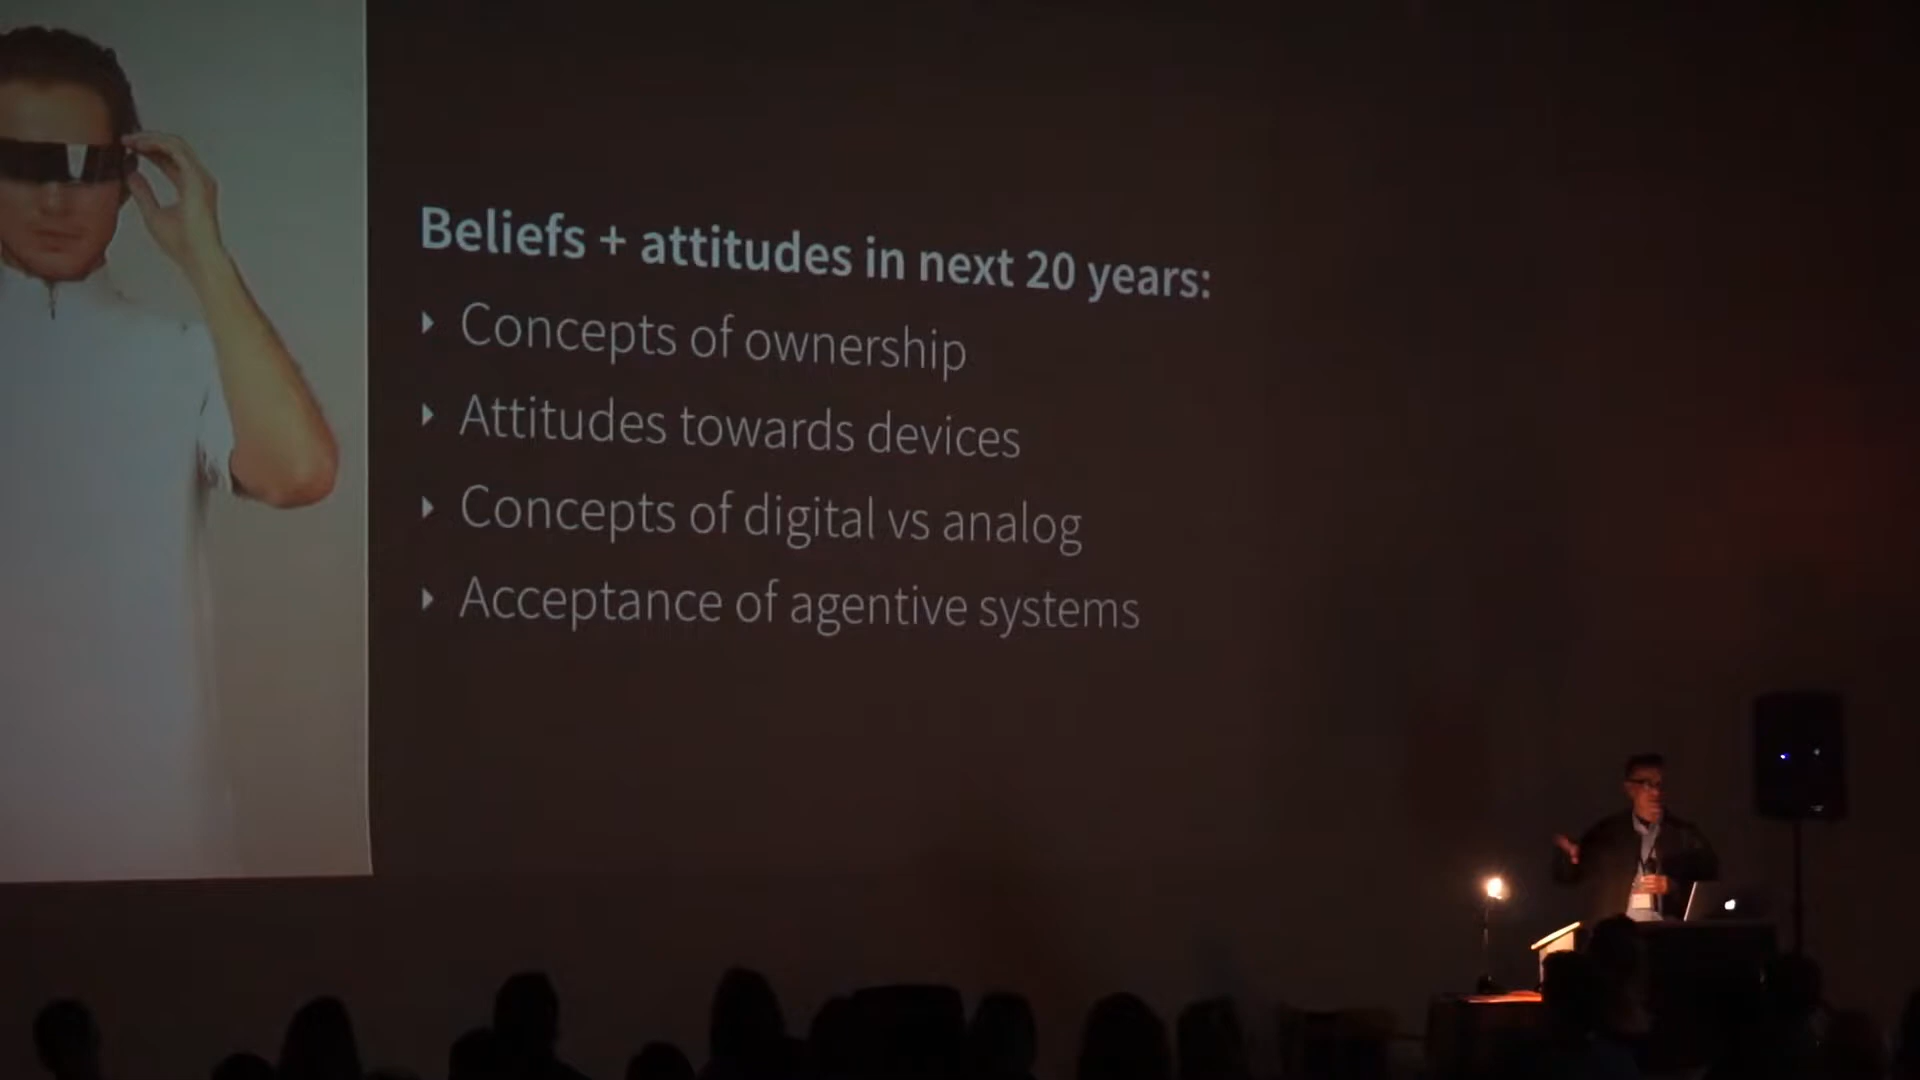 Beliefs + attitudes in next 20 years:
Concepts of ownership
Attitudes towards devices
Concepts of digital vs analog
Acceptance of agentive systems